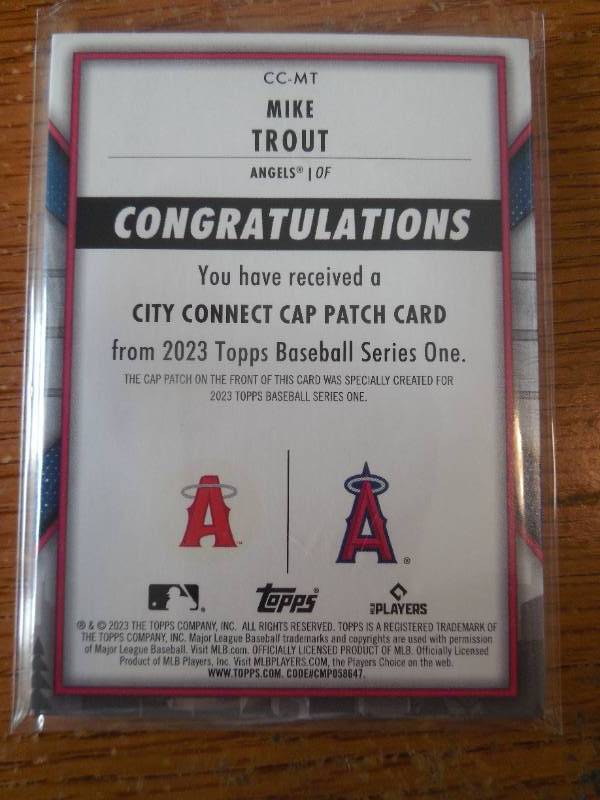 CC-MT
MIKE
TROUT
ANGELS® | OF
CONGRATULATIONS
You have received a
CITY CONNECT CAP PATCH CARD
from 2023 Topps Baseball Series One.
THE CAP PATCH ON THE FRONT OF THIS CARD WAS SPECIALLY CREATED FOR
2023 TOPPS BASEBALL SERIES ONE.
A ™ A ®
® topps® MLB PLAYERS
® & © 2023 THE TOPPS COMPANY, INC. ALL RIGHTS RESERVED. TOPPS IS A REGISTERED TRADEMARK OF
THE TOPPS COMPANY, INC. Major League Baseball trademarks and copyrights are used with permission
of Major League Baseball. Visit MLB.com. OFFICIALLY LICENSED PRODUCT OF MLB. Officially Licensed
Product of MLB Players, Inc. Visit MLBPLAYERS.COM, the Players Choice on the web.
WWW.TOPPS.COM. CODE#CMP058647.